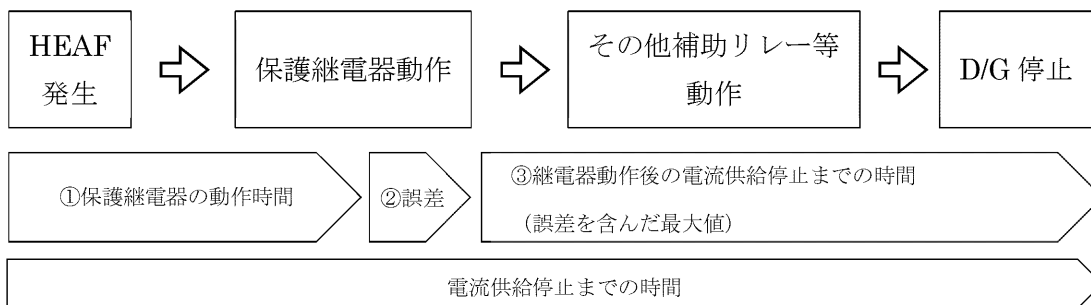 HEAF
発生
保護継電器動作
その他補助リレー等
動作
D/G 停止
①保護継電器の動作時間
②誤差
③継電器動作後の電流供給停止までの時間
（誤差を含んだ最大値）
電流供給停止までの時間